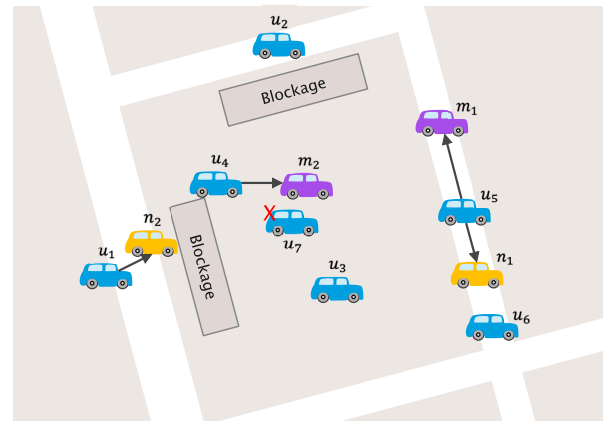 u₂
Blockage
m₁
u₄
m₂
n₂
u₅
X
u₇
u₁
Blockage
n₁
u₃
u₆